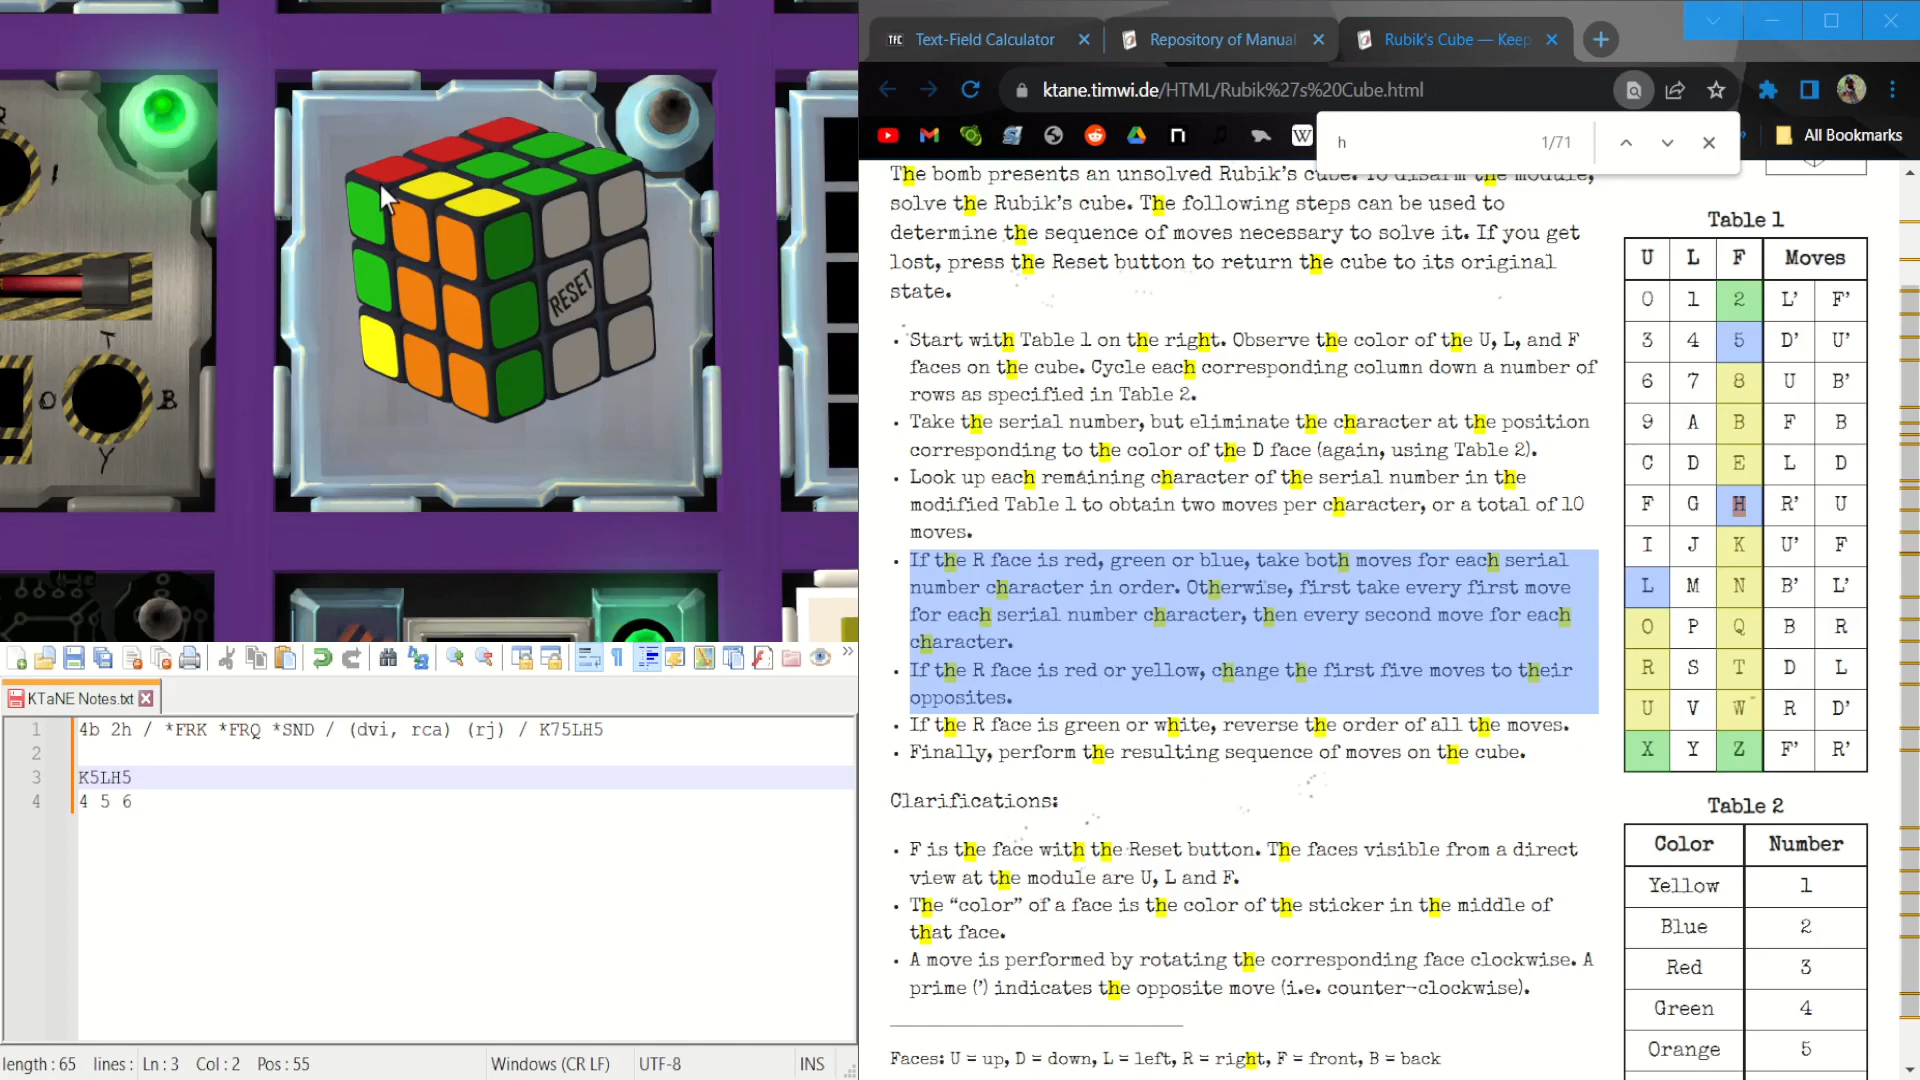 RESET
T
O
B
Y
KTaNE Notes.txt
1 4b 2h / *FRK *FRQ *SND / (dvi, rca) (rj) / K75LH5
2
3 K5LH5
4 4 5 6
length : 65 lines : Ln : 3 Col : 2 Pos : 55 Windows (CR LF) UTF-8 INS
TFC Text-Field Calculator
Repository of Manual
Rubik's Cube — Keep
ktane.timwi.de/HTML/Rubik%27s%20Cube.html
All Bookmarks
h 1/71
The bomb presents an unsolved Rubik's cube. To disarm the module,
solve the Rubik's cube. The following steps can be used to
determine the sequence of moves necessary to solve it. If you get
lost, press the Reset button to return the cube to its original
state.
• Start with Table 1 on the right. Observe the color of the U, L, and F
faces on the cube. Cycle each corresponding column down a number of
rows as specified in Table 2.
• Take the serial number, but eliminate the character at the position
corresponding to the color of the D face (again, using Table 2).
• Look up each remaining character of the serial number in the
modified Table 1 to obtain two moves per character, or a total of 10
moves.
• If the R face is red, green or blue, take both moves for each serial
number character in order. Otherwise, first take every first move
for each serial number character, then every second move for each
character.
• If the R face is red or yellow, change the first five moves to their
opposites.
• If the R face is green or white, reverse the order of all the moves.
• Finally, perform the resulting sequence of moves on the cube.
Clarifications:
• F is the face with the Reset button. The faces visible from a direct
view at the module are U, L and F.
• The “color” of a face is the color of the sticker in the middle of
that face.
• A move is performed by rotating the corresponding face clockwise. A
prime (’) indicates the opposite move (i.e. counter-clockwise).
Faces: U = up, D = down, L = left, R = right, F = front, B = back
Table 1
U L F Moves
0 1 2 L’ F’
3 4 5 D’ U’
6 7 8 U B’
9 A B F B
C D E L D
F G H R’ U
I J K U’ F
L M N B’ L’
O P Q B R
R S T D L
U V W R D’
X Y Z F’ R’
Table 2
Color Number
Yellow 1
Blue 2
Red 3
Green 4
Orange 5